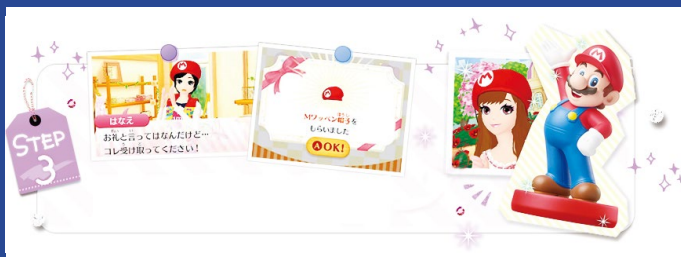 STEP
3
はなえ
お礼と言ってはなんだけど…
コレ受け取ってください！
Mワッペン帽子を
もらいました
A OK!
M
M
M